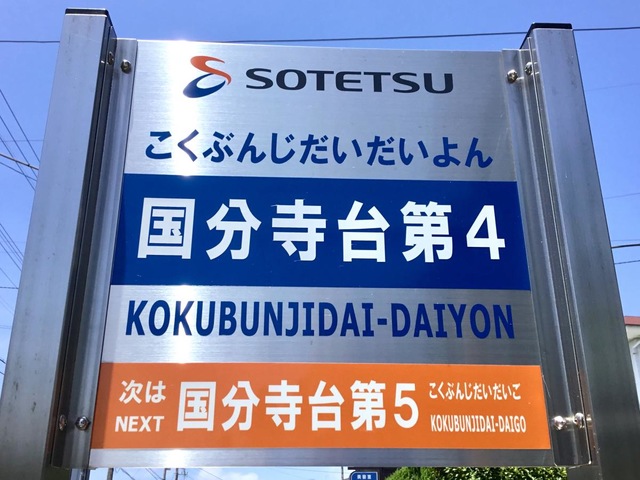 SOTETSU
こくぶんじだいだいよん
国分寺台第4
KOKUBUNJIDAI-DAIYON
次は
NEXT
国分寺台第5
こくぶんじだいだいご
KOKUBUNJIDAI-DAIGO